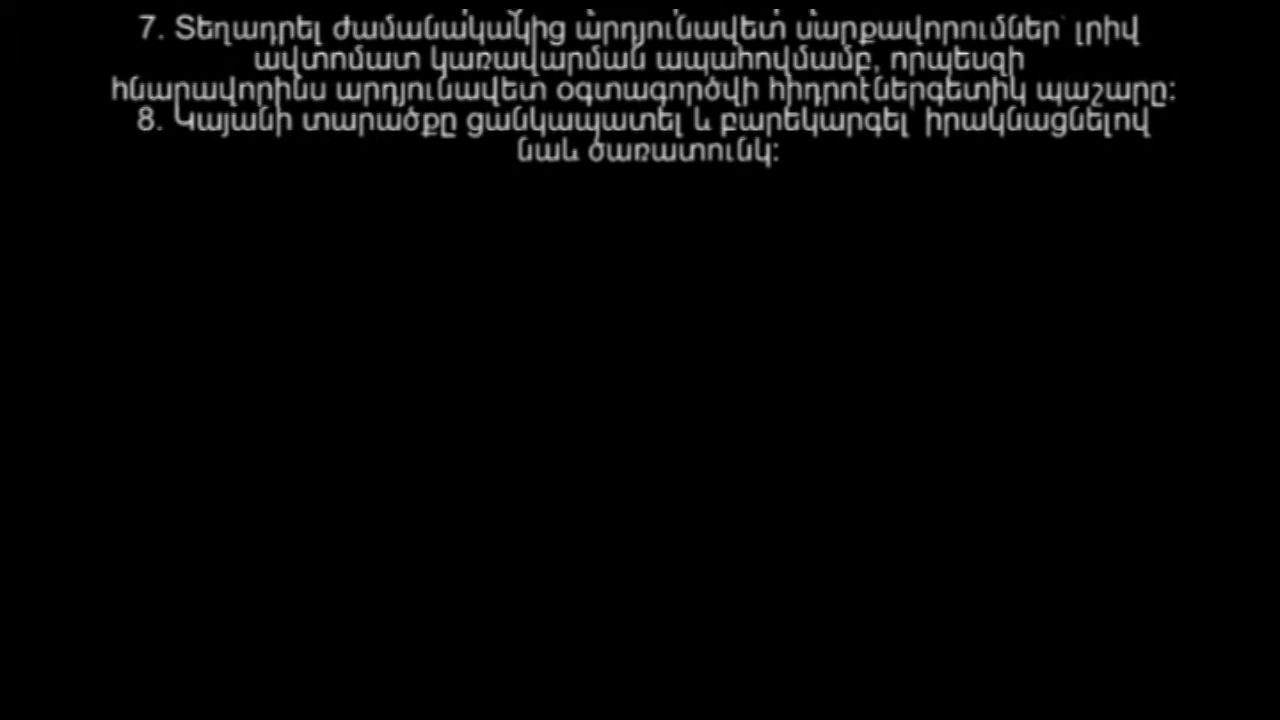 7. Տեղադրել ժամանակակից արդյունավետ սարքավորումներ՝ լրիվ
ավտոմատ կառավարման ապահովմամբ, որպեսզի
հնարավորինս արդյունավետ օգտագործվի հիդրոէներգետիկ պաշարը:
8. Կայանի տարածքը ցանկապատել և բարեկարգել՝ իրակնացնելով
նաև ծառատունկ: